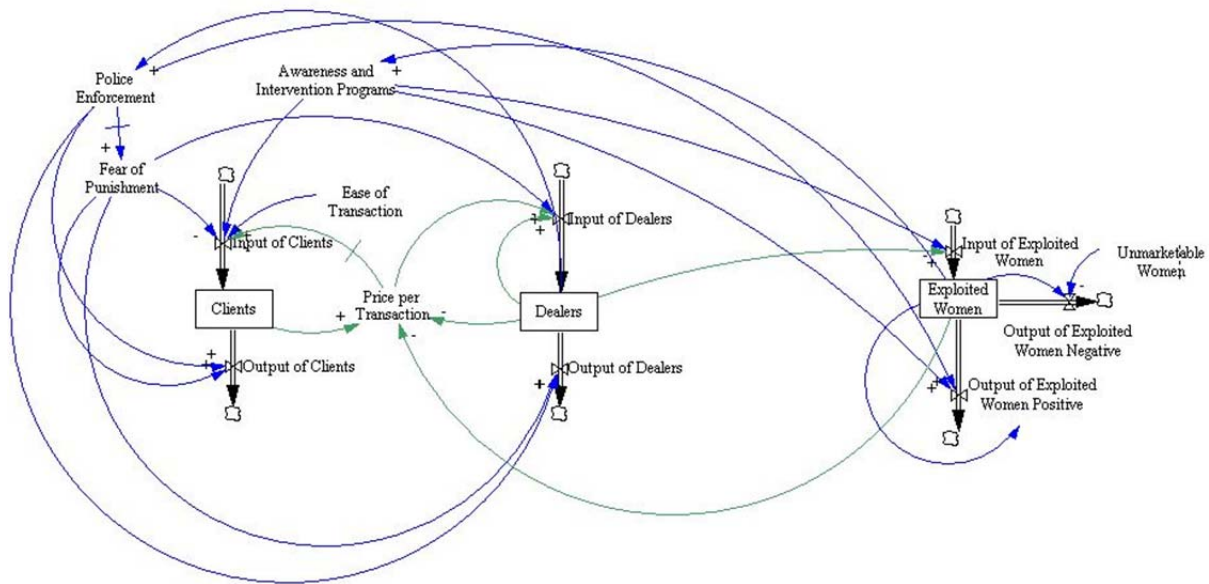 Police
Enforcement
+
Awareness and
Intervention Programs
+
+
Fear of
Punishment
Ease of
Transaction
-
+
Input of Clients
+
+
Input of Dealers
-
+
Input of Exploited
Women
Unmarketable
Women
-
Clients
+
Price per
Transaction
-
-
Dealers
Exploited
Women
Output of Exploited
Women Negative
+
+
Output of Clients
+
Output of Dealers
+
+
Output of Exploited
Women Positive